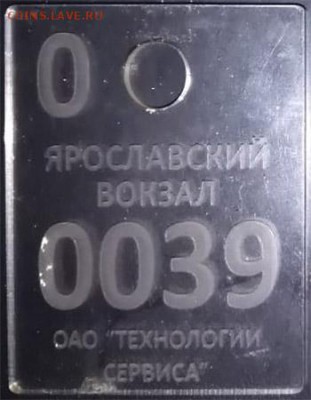 COINS.LAVE.RU
0
ЯРОСЛАВСКИЙ
ВОКЗАЛ
0039
ОАО "ТЕХНОЛОГИИ
СЕРВИСА"